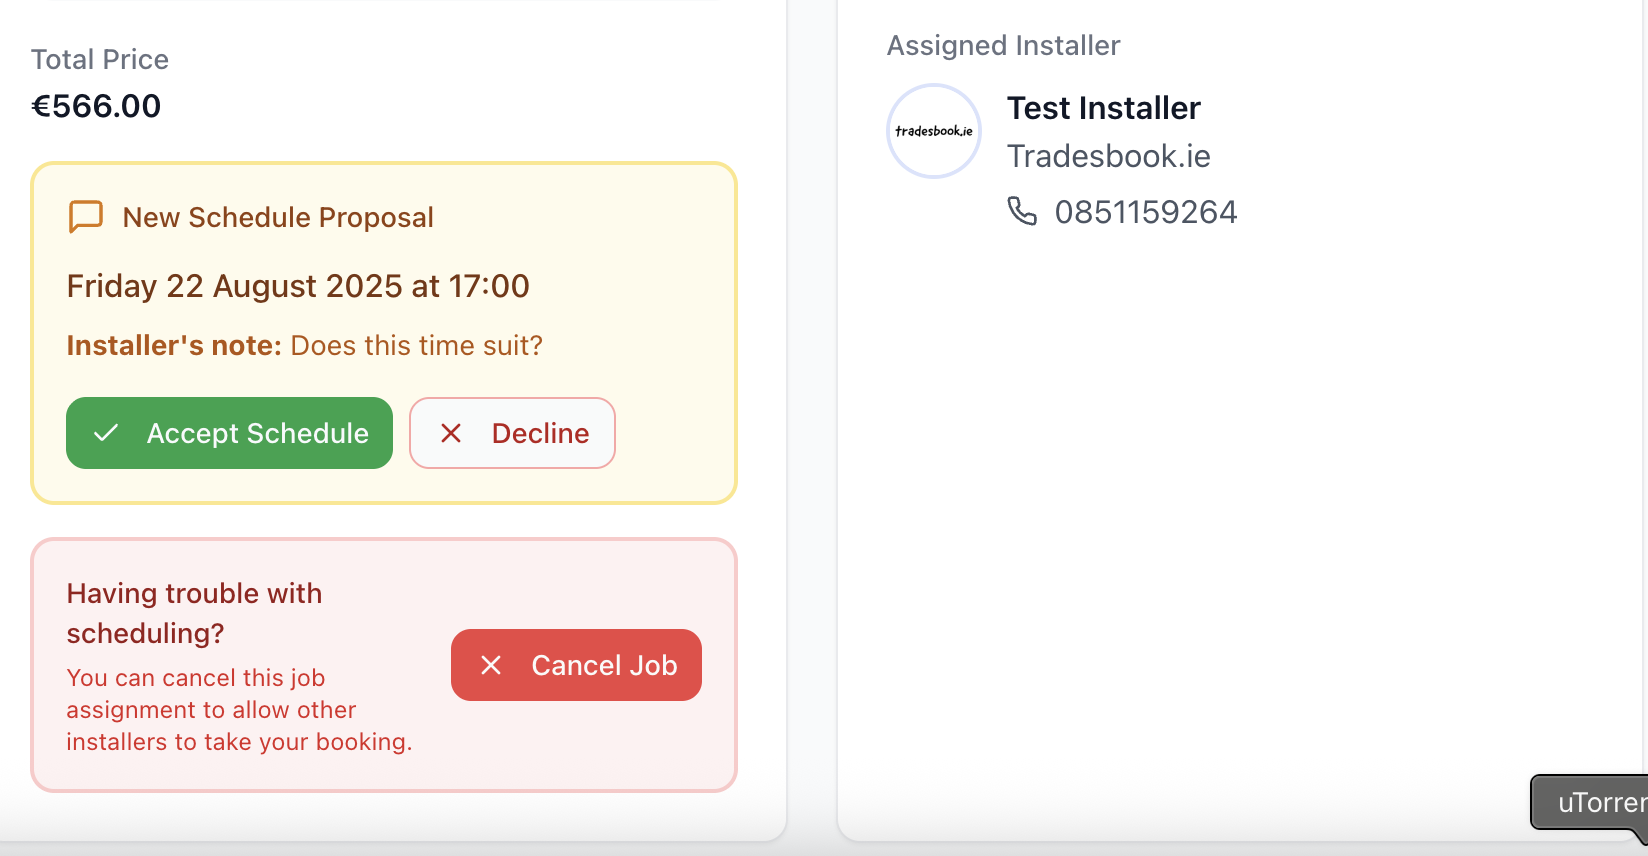 Total Price
€566.00
New Schedule Proposal
Friday 22 August 2025 at 17:00
Installer's note: Does this time suit?
Accept Schedule
Decline
Having trouble with
scheduling?
You can cancel this job
assignment to allow other
installers to take your booking.
Cancel Job
Assigned Installer
tradesbook.ie
Test Installer
Tradesbook.ie
0851159264